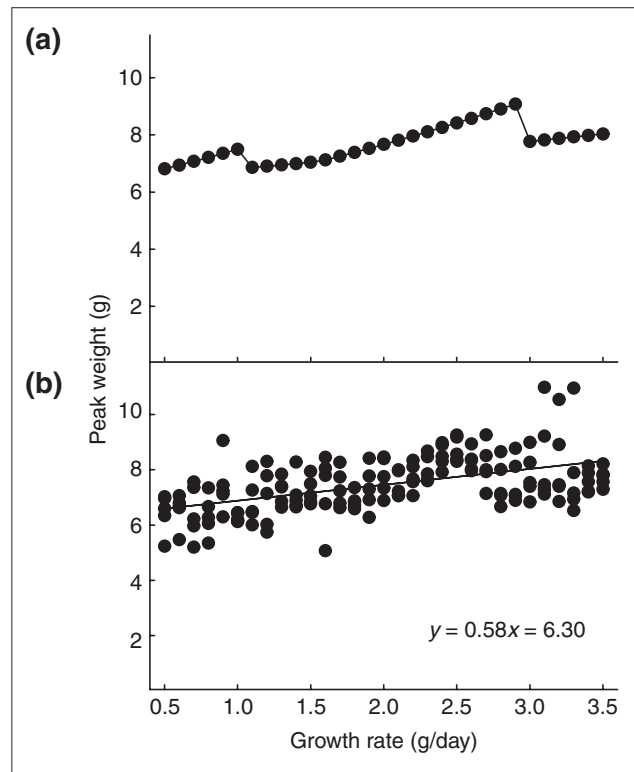 (a)
10
8
6
4
2
Peak weight (g)
(b)
10
8
6
4
2
y = 0.58x = 6.30
0.5 1.0 1.5 2.0 2.5 3.0 3.5
Growth rate (g/day)